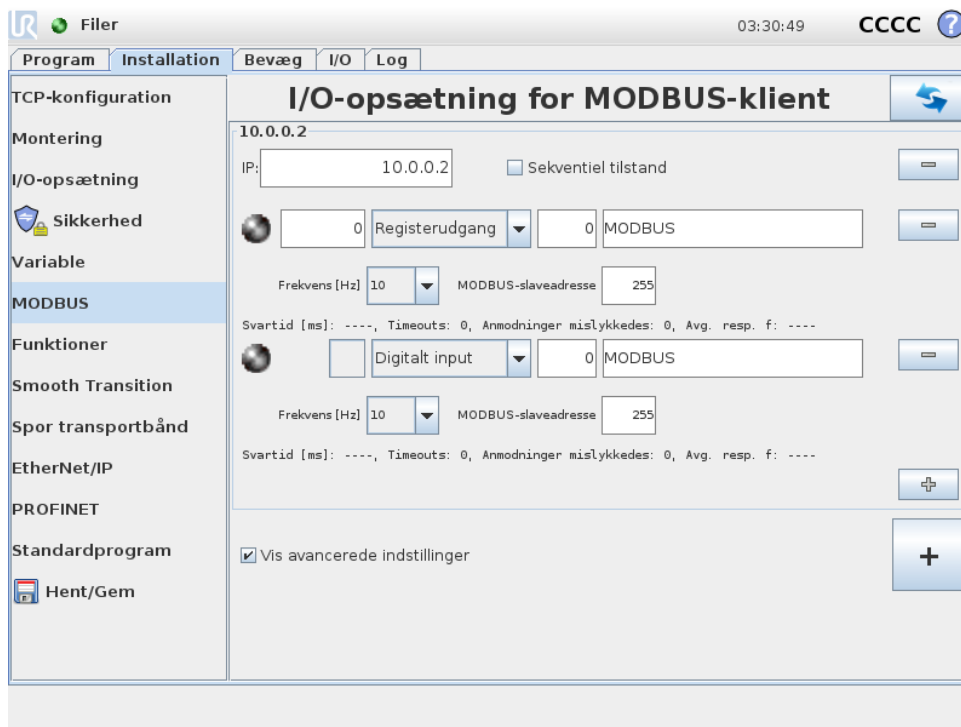 UR Filer 03:30:49 CCCC ?
Program Installation Bevæg I/O Log
TCP-konfiguration
Montering
I/O-opsætning
Sikkerhed
Variable
MODBUS
Funktioner
Smooth Transition
Spor transportbånd
EtherNet/IP
PROFINET
Standardprogram
Hent/Gem
I/O-opsætning for MODBUS-klient
10.0.0.2
IP: 10.0.0.2 Sekventiel tilstand
0 Registerudgang 0 MODBUS
Frekvens [Hz] 10 MODBUS-slaveadresse 255
Svartid [ms]: ----, Timeouts: 0, Anmodninger mislykkedes: 0, Avg. resp. f: ----
Digitalt input 0 MODBUS
Frekvens [Hz] 10 MODBUS-slaveadresse 255
Svartid [ms]: ----, Timeouts: 0, Anmodninger mislykkedes: 0, Avg. resp. f: ----
Vis avancerede indstillinger